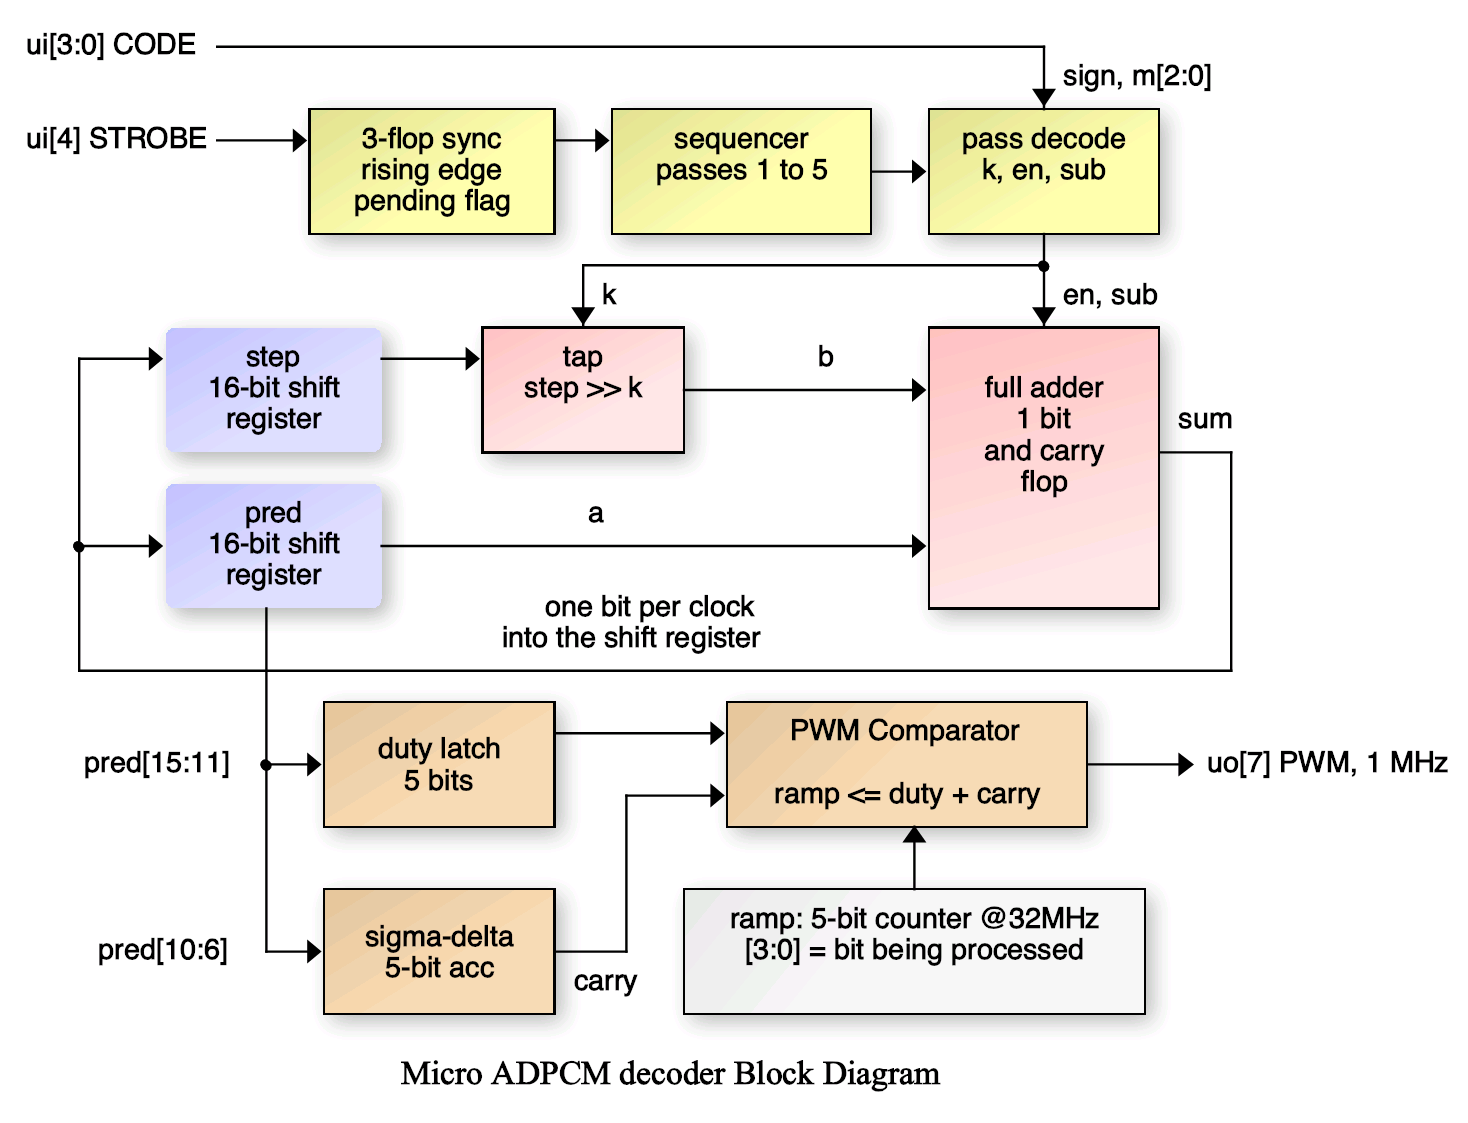 ui[3:0] CODE
sign, m[2:0]
ui[4] STROBE
3-flop sync
rising edge
pending flag
sequencer
passes 1 to 5
pass decode
k, en, sub
k
en, sub
step
16-bit shift
register
tap
step >> k
b
full adder
1 bit
and carry
flop
sum
pred
16-bit shift
register
a
one bit per clock
into the shift register
pred[15:11]
duty latch
5 bits
PWM Comparator
ramp <= duty + carry
uo[7] PWM, 1 MHz
pred[10:6]
sigma-delta
5-bit acc
carry
ramp: 5-bit counter @32MHz
[3:0] = bit being processed
Micro ADPCM decoder Block Diagram